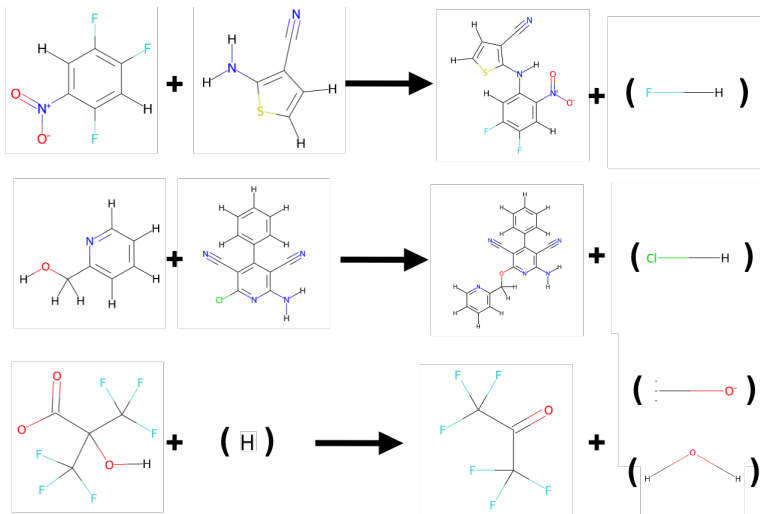 F
H F
O
N⁺ H
F
O⁻
+
N
H
N
H H
S
H
N
H
S H
H N
O
N⁺
O⁻
H
F H
F
+
( F H )
H
N H
O
H H
H H H
+
H
H H
H H
N N
Cl N N H
H
H
H H
H H
N N
O N N H
H
H N H
H H
H H
+
( Cl H )
O
F F
O F
O H
F
F
F
+
( H )
F F
O
F
F
F
F
+
( : O⁻ )
( O
H H )